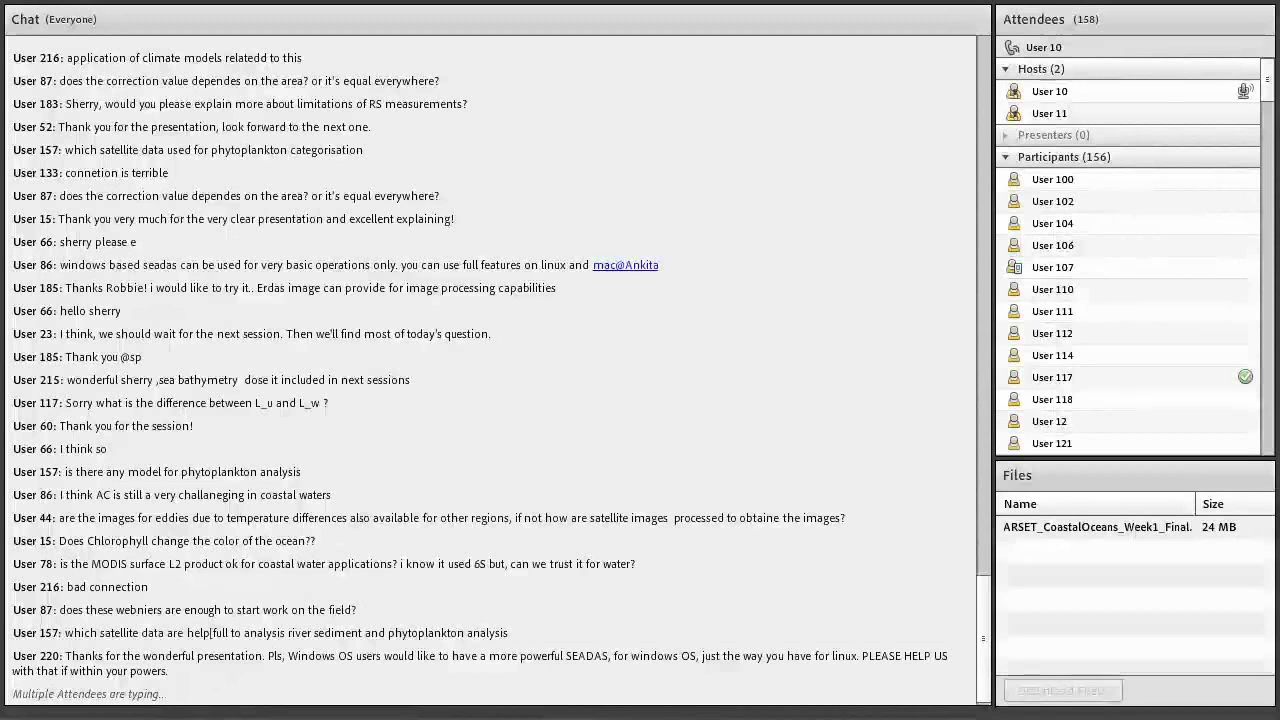 Chat (Everyone)
User 216: application of climate models relatedd to this
User 87: does the correction value dependes on the area? or it's equal everywhere?
User 183: Sherry, would you please explain more about limitations of RS measurements?
User 52: Thank you for the presentation, look forward to the next one.
User 157: which satellite data used for phytoplankton categorisation
User 133: connetion is terrible
User 87: does the correction value dependes on the area? or it's equal everywhere?
User 15: Thank you very much for the very clear presentation and excellent explaining!
User 66: sherry please e
User 86: windows based seadas can be used for very basic operations only. you can use full features on linux and mac@Ankita
User 185: Thanks Robbie! i would like to try it.. Erdas image can provide for image processing capabilities
User 66: hello sherry
User 23: I think, we should wait for the next session. Then we'll find most of today's question.
User 185: Thank you @sp
User 215: wonderful sherry ,sea bathymetry dose it included in next sessions
User 117: Sorry what is the difference between L_u and L_w ?
User 60: Thank you for the session!
User 66: I think so
User 157: is there any model for phytoplankton analysis
User 86: I think AC is still a very challaneging in coastal waters
User 44: are the images for eddies due to temperature differences also available for other regions, if not how are satellite images processed to obtaine the images?
User 15: Does Chlorophyll change the color of the ocean??
User 78: is the MODIS surface L2 product ok for coastal water applications? i know it used 6S but, can we trust it for water?
User 216: bad connection
User 87: does these webniers are enough to start work on the field?
User 157: which satellite data are help[full to analysis river sediment and phytoplankton analysis
User 220: Thanks for the wonderful presentation. Pls, Windows OS users would like to have a more powerful SEADAS, for windows OS, just the way you have for linux. PLEASE HELP US
with that if within your powers.
Multiple Attendees are typing...
Attendees (158)
User 10
Hosts (2)
User 10
User 11
Presenters (0)
Participants (156)
User 100
User 102
User 104
User 106
User 107
User 110
User 111
User 112
User 114
User 117
User 118
User 12
User 121
Files
Name Size
ARSET_CoastalOceans_Week1_Final. 24 MB